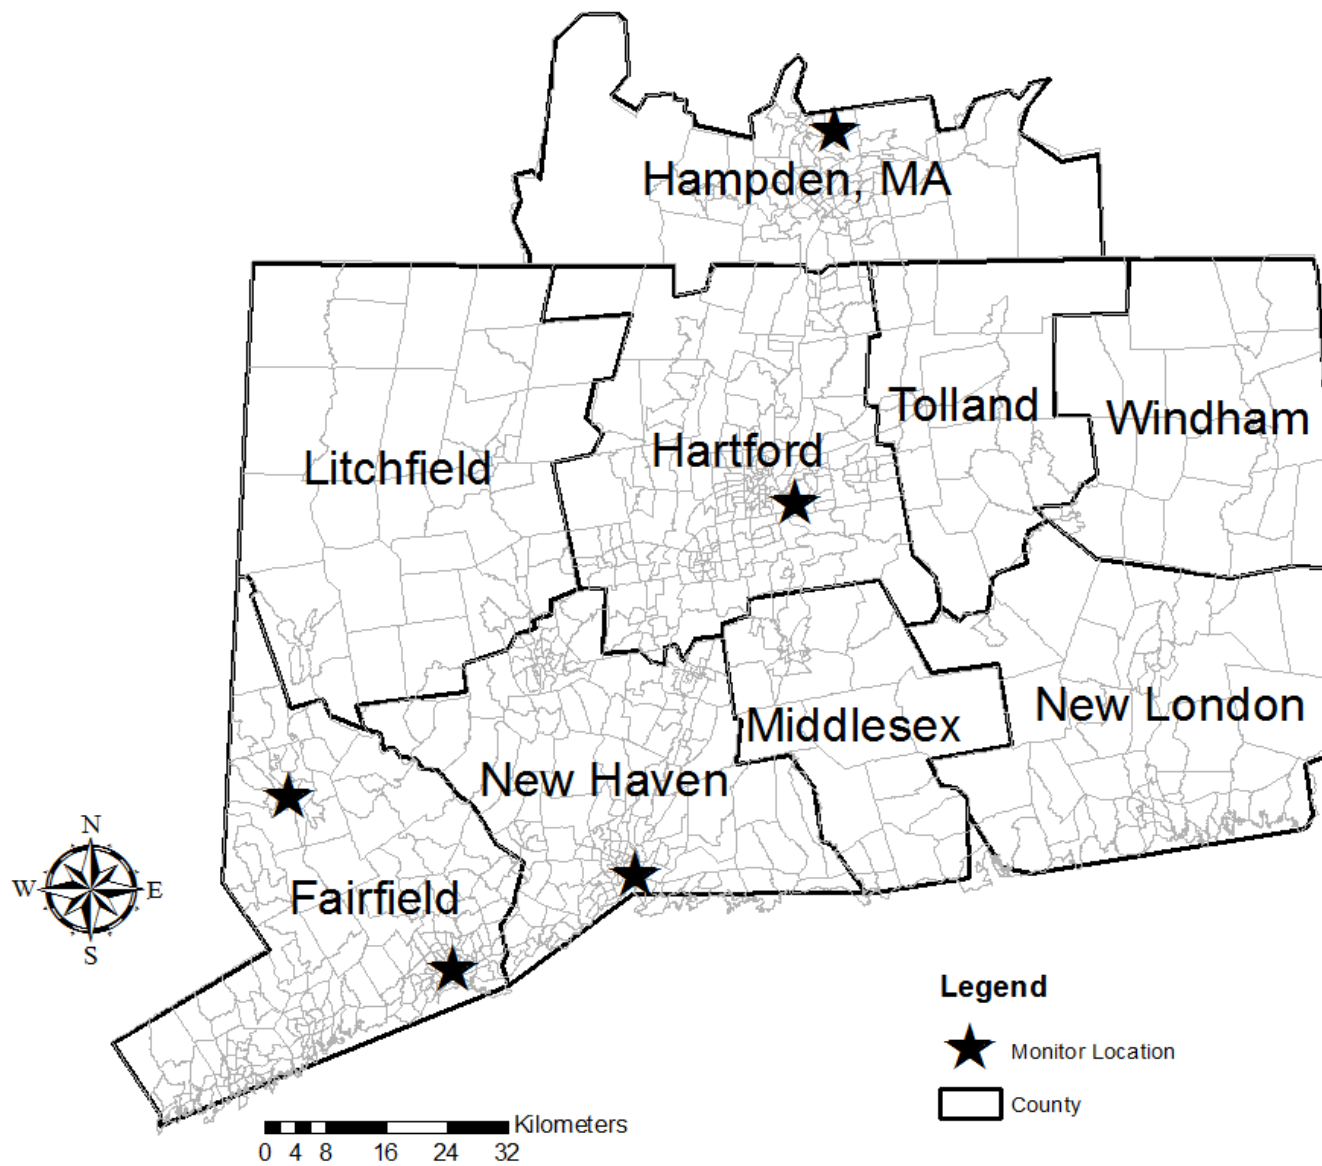 Hampden, MA
Tolland
Windham
Hartford
Litchfield
New London
Middlesex
New Haven
N
W E
S
Fairfield
Legend
Monitor Location
County
Kilometers
0 4 8 16 24 32